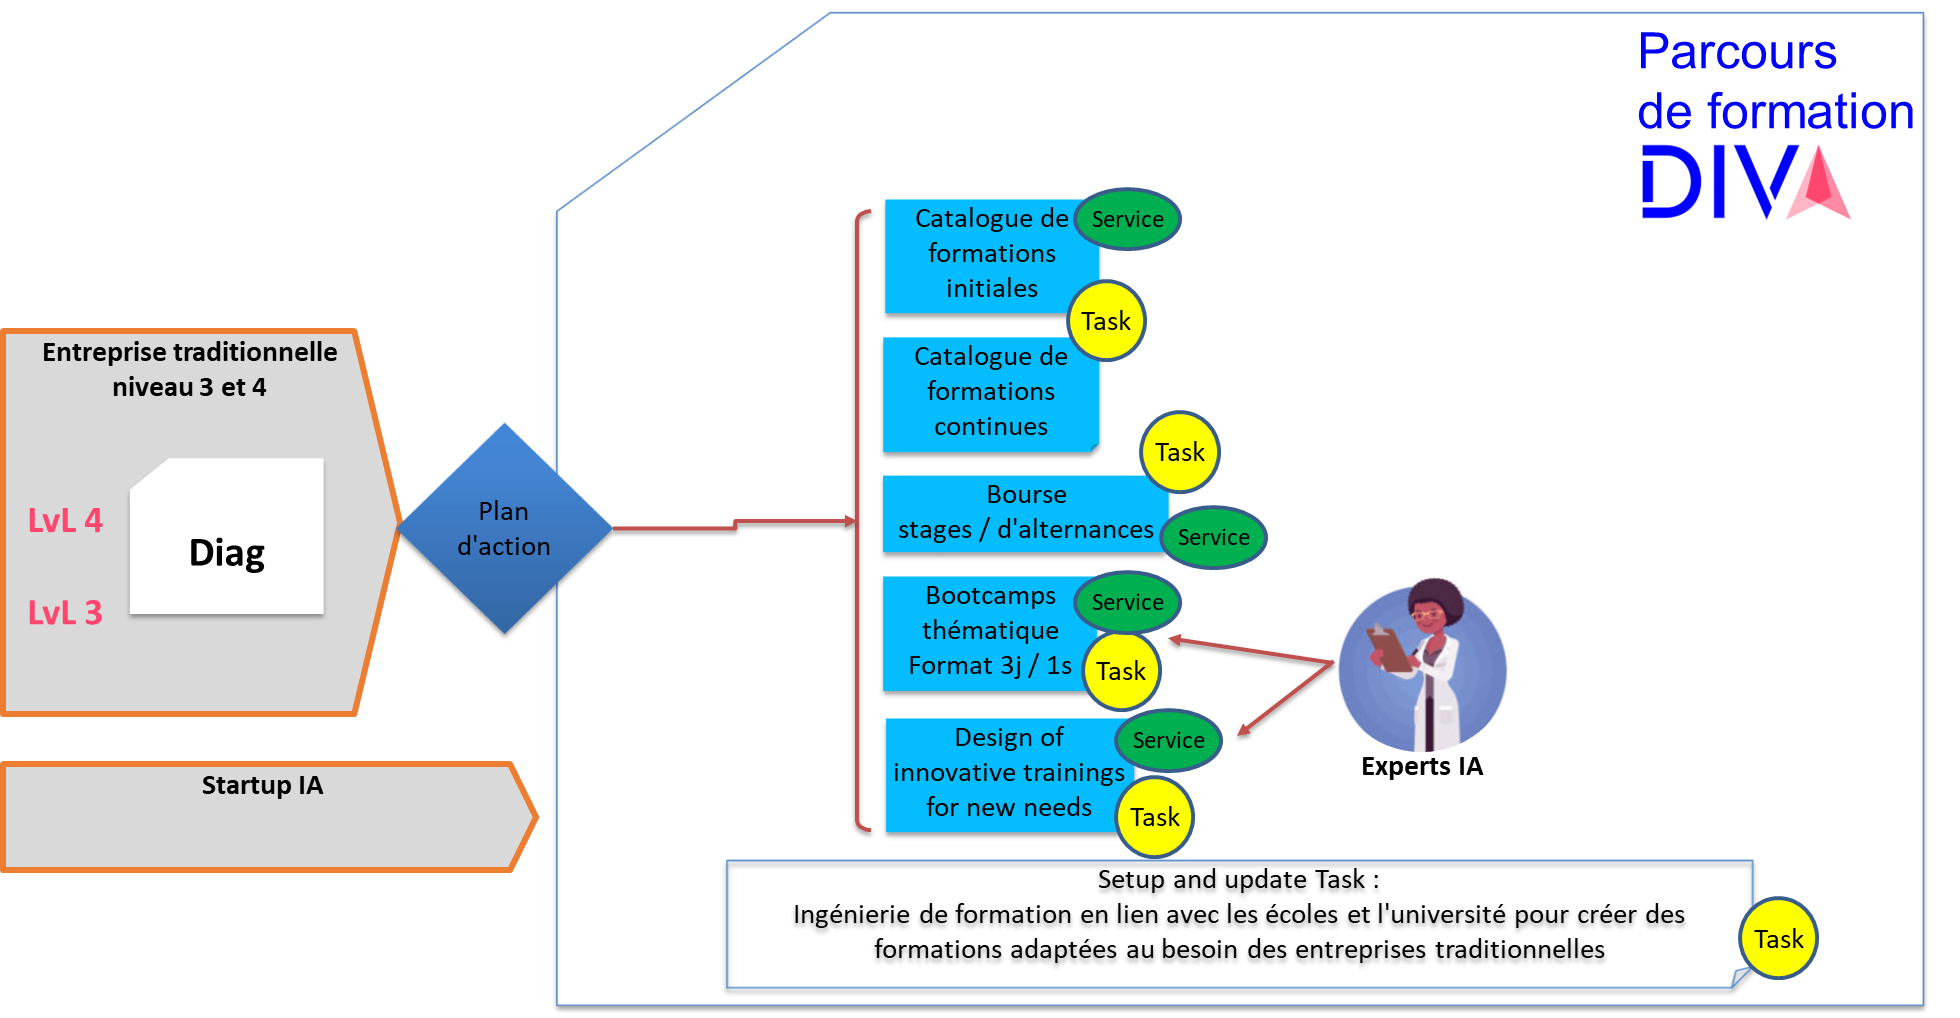 Parcours
de formation
DIVA
Entreprise traditionnelle
niveau 3 et 4
LvL 4
Diag
LvL 3
Startup IA
Plan
d'action
Catalogue de
formations
initiales
Service
Task
Catalogue de
formations
continues
Task
Bourse
stages / d'alternances
Service
Bootcamps
thématique
Format 3j / 1s
Service
Task
Design of
innovative trainings
for new needs
Service
Task
Experts IA
Setup and update Task :
Ingénierie de formation en lien avec les écoles et l'université pour créer des
formations adaptées au besoin des entreprises traditionnelles
Task